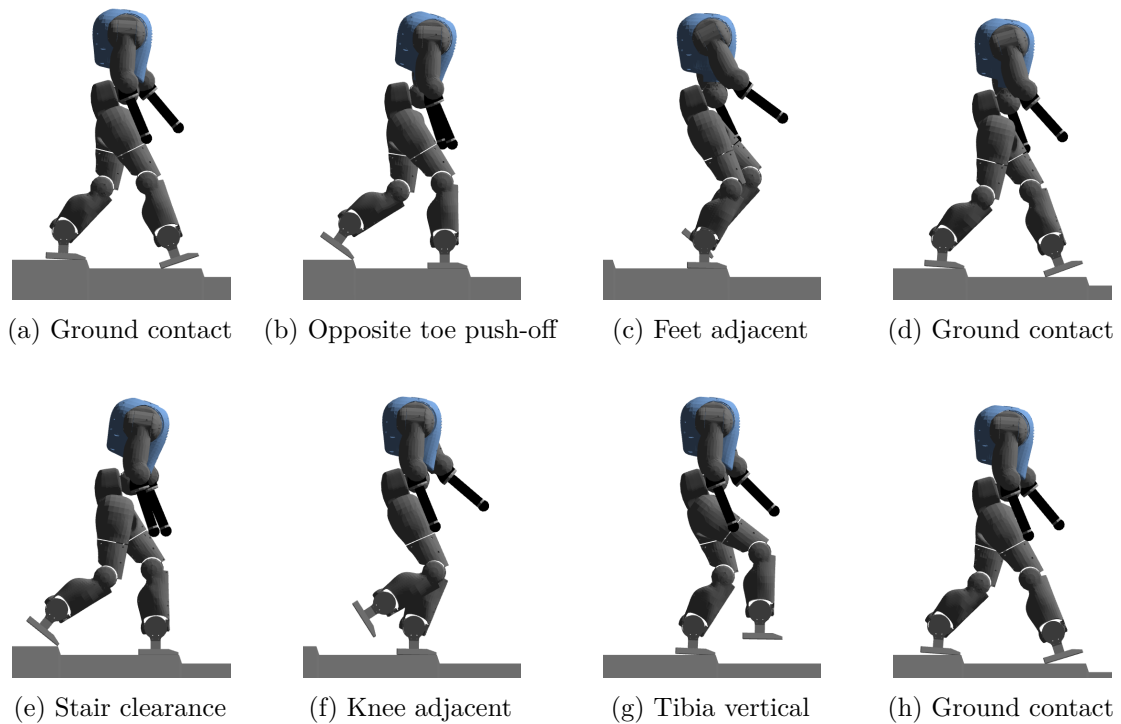 (a) Ground contact
(b) Opposite toe push-off
(c) Feet adjacent
(d) Ground contact
(e) Stair clearance
(f) Knee adjacent
(g) Tibia vertical
(h) Ground contact